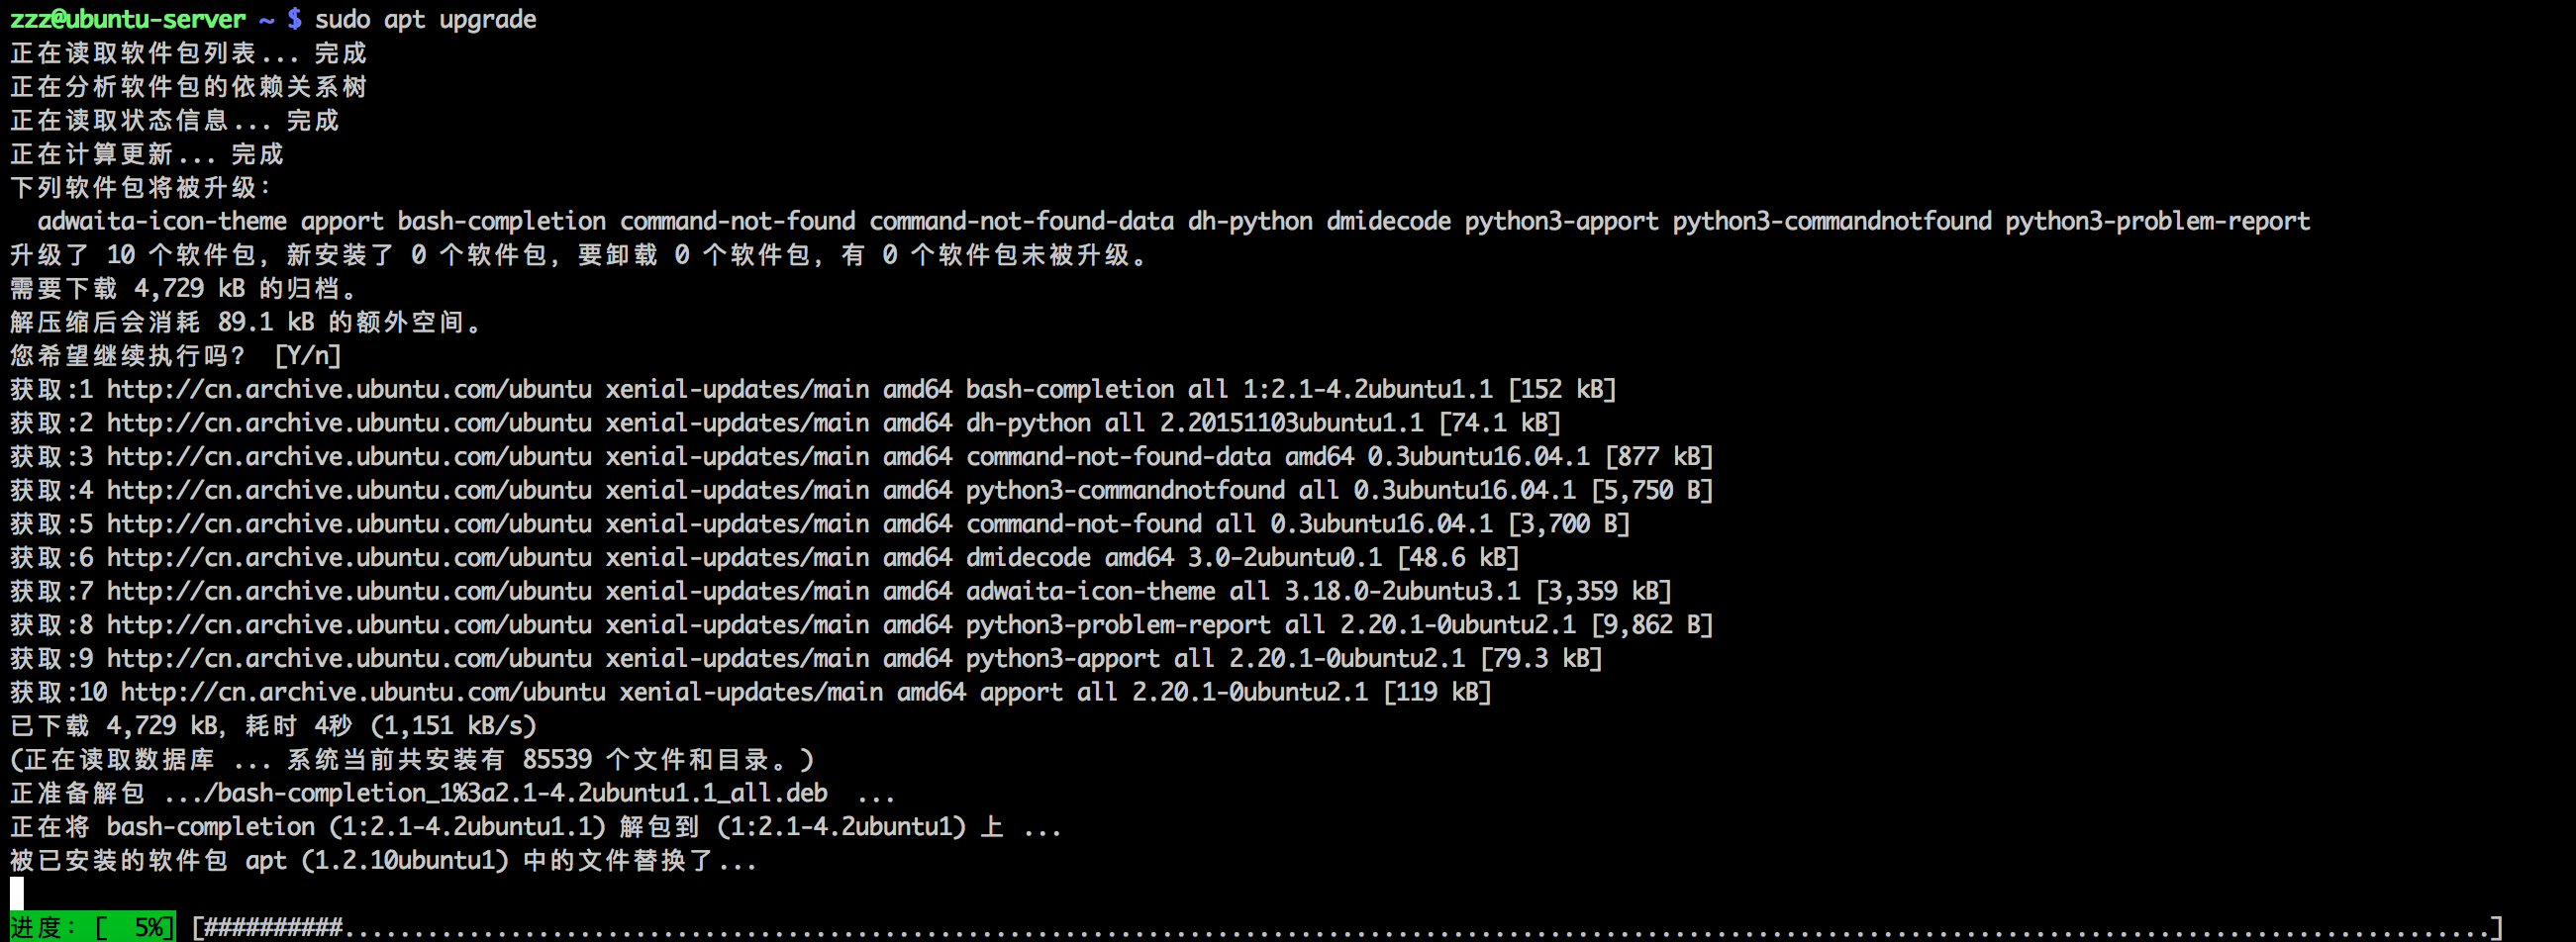 zzz@ubuntu-server ~ $ sudo apt upgrade
正在读取软件包列表... 完成
正在分析软件包的依赖关系树
正在读取状态信息... 完成
正在计算更新... 完成
下列软件包将被升级：
  adwaita-icon-theme apport bash-completion command-not-found command-not-found-data dh-python dmidecode python3-apport python3-commandnotfound python3-problem-report
升级了 10 个软件包，新安装了 0 个软件包，要卸载 0 个软件包，有 0 个软件包未被升级。
需要下载 4,729 kB 的归档。
解压缩后会消耗 89.1 kB 的额外空间。
您希望继续执行吗？ [Y/n]
获取:1 http://cn.archive.ubuntu.com/ubuntu xenial-updates/main amd64 bash-completion all 1:2.1-4.2ubuntu1.1 [152 kB]
获取:2 http://cn.archive.ubuntu.com/ubuntu xenial-updates/main amd64 dh-python all 2.20151103ubuntu1.1 [74.1 kB]
获取:3 http://cn.archive.ubuntu.com/ubuntu xenial-updates/main amd64 command-not-found-data amd64 0.3ubuntu16.04.1 [877 kB]
获取:4 http://cn.archive.ubuntu.com/ubuntu xenial-updates/main amd64 python3-commandnotfound all 0.3ubuntu16.04.1 [5,750 B]
获取:5 http://cn.archive.ubuntu.com/ubuntu xenial-updates/main amd64 command-not-found all 0.3ubuntu16.04.1 [3,700 B]
获取:6 http://cn.archive.ubuntu.com/ubuntu xenial-updates/main amd64 dmidecode amd64 3.0-2ubuntu0.1 [48.6 kB]
获取:7 http://cn.archive.ubuntu.com/ubuntu xenial-updates/main amd64 adwaita-icon-theme all 3.18.0-2ubuntu3.1 [3,359 kB]
获取:8 http://cn.archive.ubuntu.com/ubuntu xenial-updates/main amd64 python3-problem-report all 2.20.1-0ubuntu2.1 [9,862 B]
获取:9 http://cn.archive.ubuntu.com/ubuntu xenial-updates/main amd64 python3-apport all 2.20.1-0ubuntu2.1 [79.3 kB]
获取:10 http://cn.archive.ubuntu.com/ubuntu xenial-updates/main amd64 apport all 2.20.1-0ubuntu2.1 [119 kB]
已下载 4,729 kB，耗时 4秒 (1,151 kB/s)
(正在读取数据库 ... 系统当前共安装有 85539 个文件和目录。)
正准备解包 .../bash-completion_1%3a2.1-4.2ubuntu1.1_all.deb  ...
正在将 bash-completion (1:2.1-4.2ubuntu1.1) 解包到 (1:2.1-4.2ubuntu1) 上 ...
被已安装的软件包 apt (1.2.10ubuntu1) 中的文件替换了...
进度：[  5%] [##########...........................................................................................................................................................]